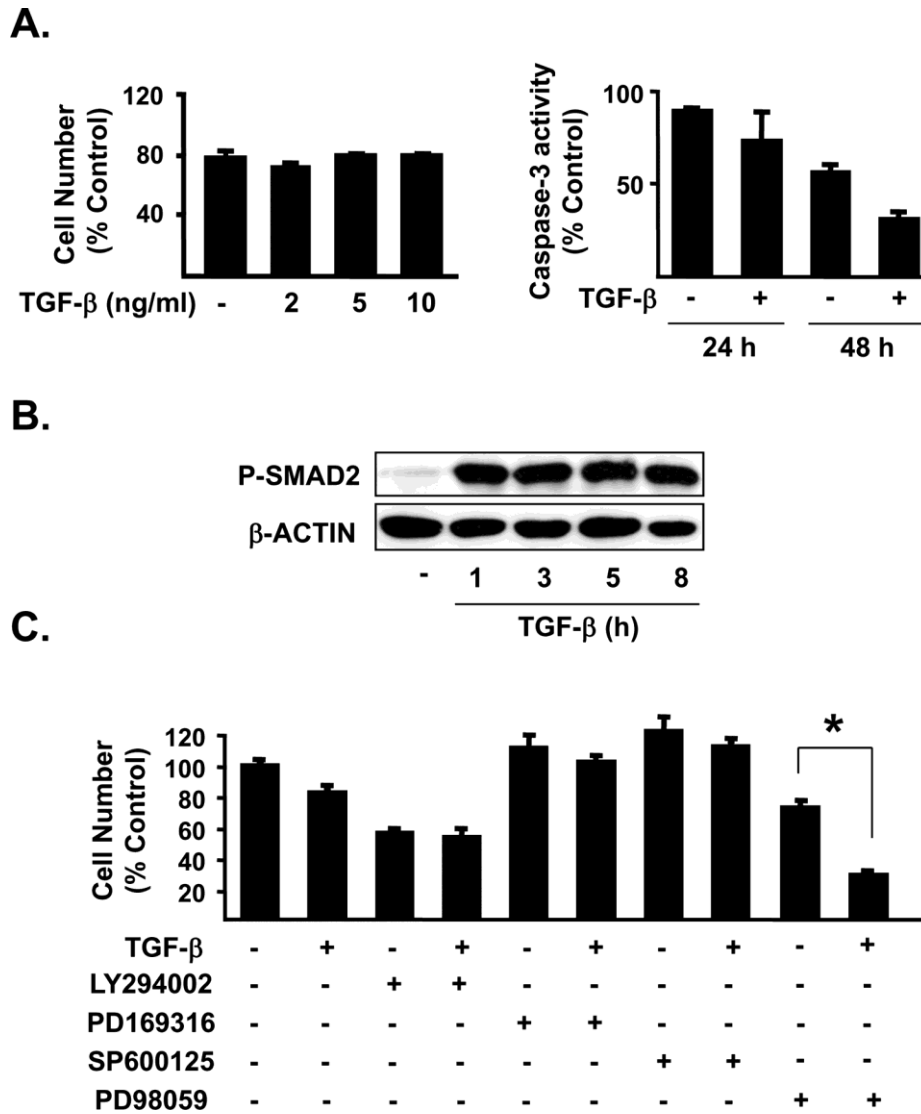 A.
Cell Number
(% Control)
120
80
40
TGF-β (ng/ml) - 2 5 10
Caspase-3 activity
(% Control)
100
50
TGF-β - + - +
24 h 48 h
B.
P-SMAD2
β-ACTIN
- 1 3 5 8
TGF-β (h)
C.
Cell Number
(% Control)
120
100
80
60
40
20
*
TGF-β - + - + - + - + - +
LY294002 - - + + - - - - - -
PD169316 - - - - + + - - - -
SP600125 - - - - - - + + - -
PD98059 - - - - - - - - + +